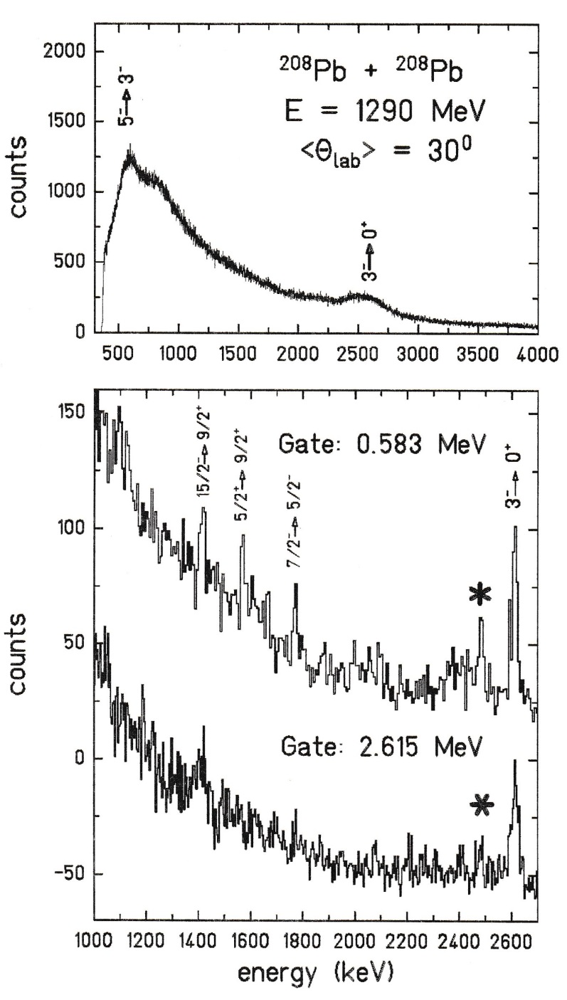 2000
1500
1000
500
0
counts
5⁻→3⁻
²⁰⁸Pb + ²⁰⁸Pb
E = 1290 MeV
<Θlab> = 30⁰
3⁻→0⁺
500 1000 1500 2000 2500 3000 3500 4000
150
100
50
0
-50
counts
15/2⁻→9/2⁺
5/2⁺→9/2⁺
7/2⁻→5/2⁻
Gate: 0.583 MeV
3⁻→0⁺
*
Gate: 2.615 MeV
*
1000 1200 1400 1600 1800 2000 2200 2400 2600
energy (keV)